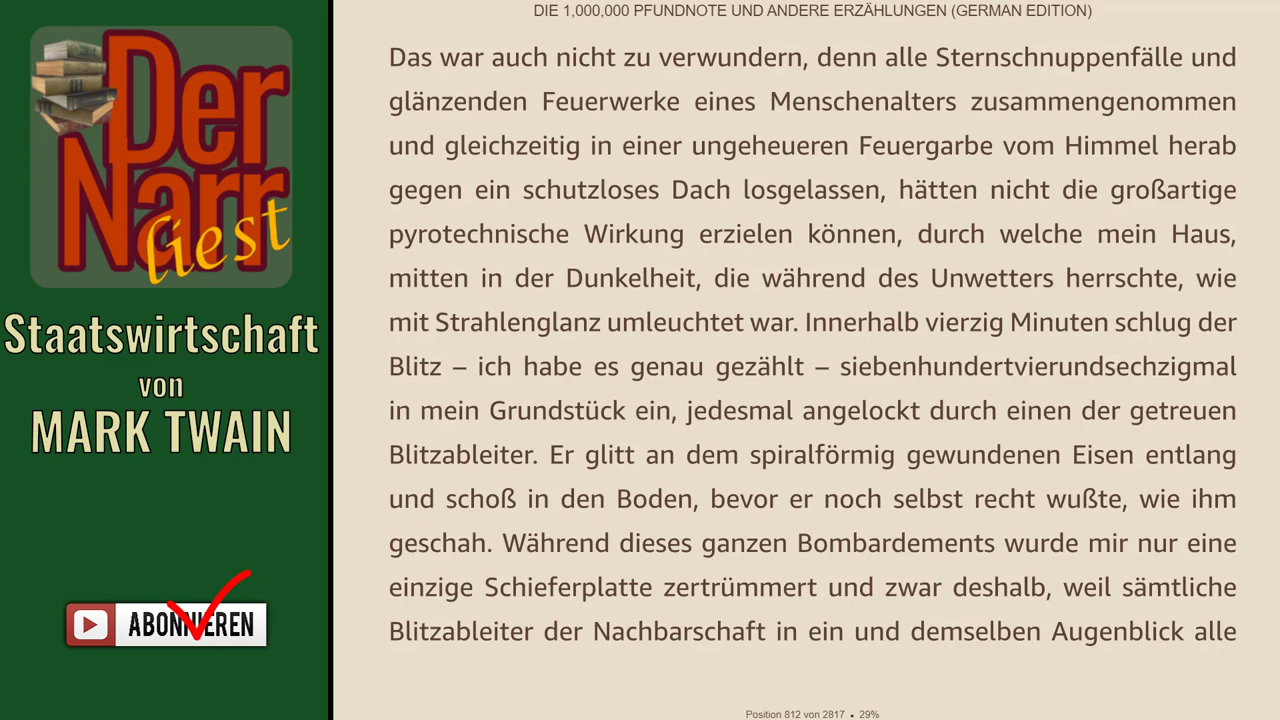 Der
Narr
liest
Staatswirtschaft
von
MARK TWAIN
ABONNIEREN
DIE 1,000,000 PFUNDNOTE UND ANDERE ERZÄHLUNGEN (GERMAN EDITION)
Das war auch nicht zu verwundern, denn alle Sternschnuppenfälle und
glänzenden Feuerwerke eines Menschenalters zusammengenommen
und gleichzeitig in einer ungeheueren Feuergarbe vom Himmel herab
gegen ein schutzloses Dach losgelassen, hätten nicht die großartige
pyrotechnische Wirkung erzielen können, durch welche mein Haus,
mitten in der Dunkelheit, die während des Unwetters herrschte, wie
mit Strahlenglanz umleuchtet war. Innerhalb vierzig Minuten schlug der
Blitz – ich habe es genau gezählt – siebenhundertvierundsechzigmal
in mein Grundstück ein, jedesmal angelockt durch einen der getreuen
Blitzableiter. Er glitt an dem spiralförmig gewundenen Eisen entlang
und schoß in den Boden, bevor er noch selbst recht wußte, wie ihm
geschah. Während dieses ganzen Bombardements wurde mir nur eine
einzige Schieferplatte zertrümmert und zwar deshalb, weil sämtliche
Blitzableiter der Nachbarschaft in ein und demselben Augenblick alle
Position 812 von 2817 • 29%